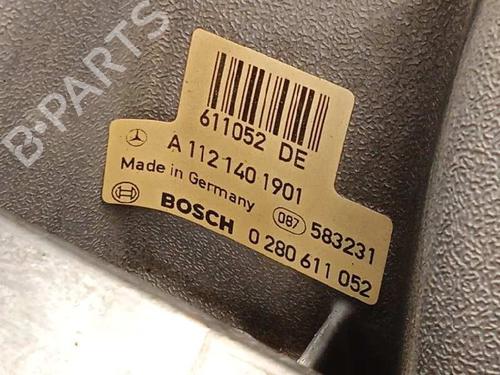 B-PARTS
611052 DE
A 112 140 1901
Made in Germany
BOSCH 087 583231
0 280 611 052